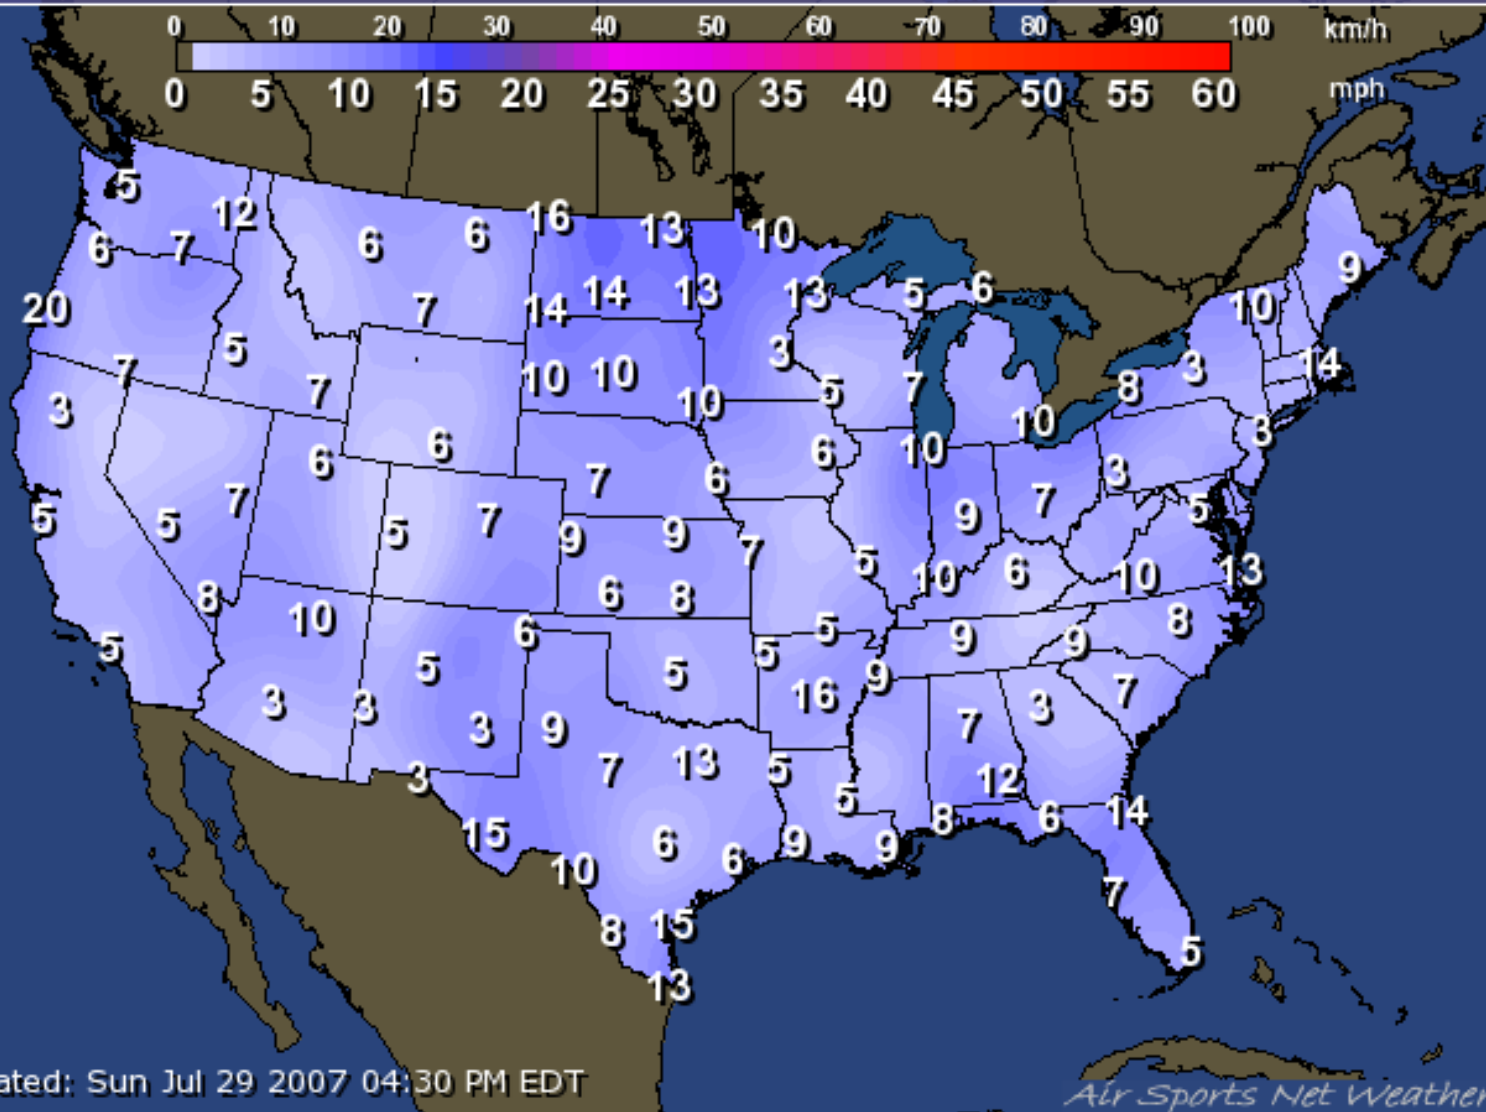 0 10 20 30 40 50 60 70 80 90 100 km/h
0 5 10 15 20 25 30 35 40 45 50 55 60 mph
5 12 6 6 16 13 10
6 7 9
20 7 14 14 13 13 5 6 10
5 3 14
7 7 10 10 5 7 8 3
3 10 10
6 6 6 10 3
7 6 3
5 5 7 5 7 9 9 7 9 7 5
5 10 6 10 13
8 6 8
10 6 5 9 9 8
5 5 5 5 9
3 3 16 3 7
3 9 7
3 7 13 5 12
5 8 6 14
15 6 6 9 9
10 7
8 15 5
13
ated: Sun Jul 29 2007 04:30 PM EDT
Air Sports Net Weather